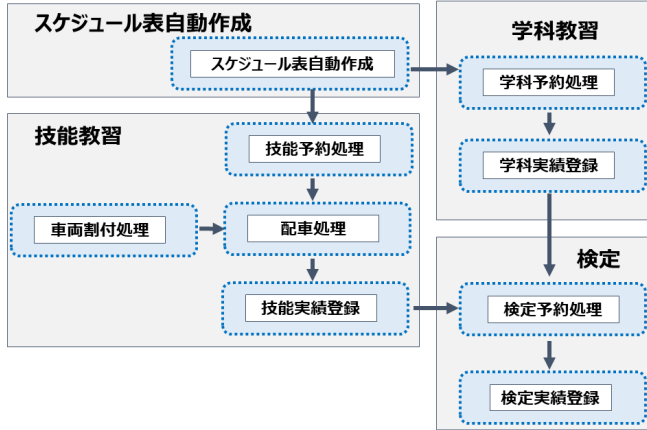 スケジュール表自動作成
スケジュール表自動作成
学科教習
学科予約処理
学科実績登録
技能教習
技能予約処理
車両割付処理
配車処理
技能実績登録
検定
検定予約処理
検定実績登録